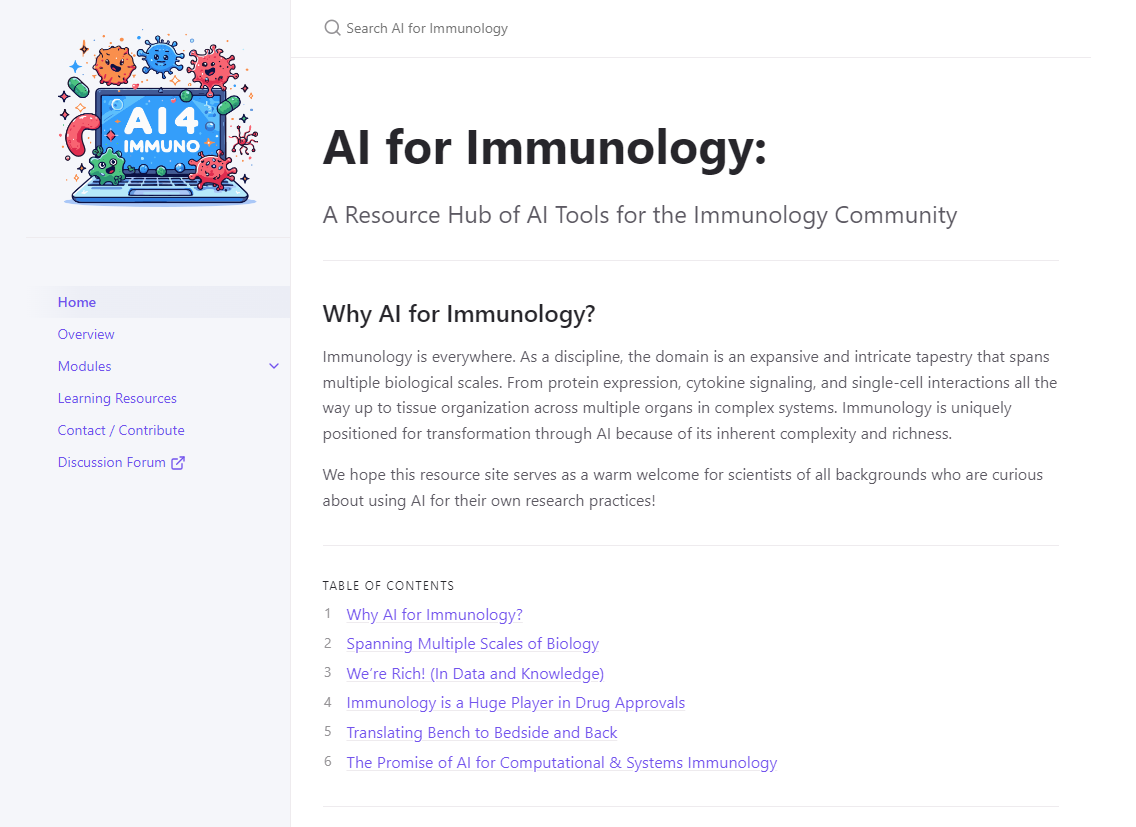 AI4
IMMUNO
Home
Overview
Modules
Learning Resources
Contact / Contribute
Discussion Forum
Search AI for Immunology
AI for Immunology:
A Resource Hub of AI Tools for the Immunology Community
Why AI for Immunology?
Immunology is everywhere. As a discipline, the domain is an expansive and intricate tapestry that spans
multiple biological scales. From protein expression, cytokine signaling, and single-cell interactions all the
way up to tissue organization across multiple organs in complex systems. Immunology is uniquely
positioned for transformation through AI because of its inherent complexity and richness.
We hope this resource site serves as a warm welcome for scientists of all backgrounds who are curious
about using AI for their own research practices!
TABLE OF CONTENTS
1 Why AI for Immunology?
2 Spanning Multiple Scales of Biology
3 We’re Rich! (In Data and Knowledge)
4 Immunology is a Huge Player in Drug Approvals
5 Translating Bench to Bedside and Back
6 The Promise of AI for Computational & Systems Immunology